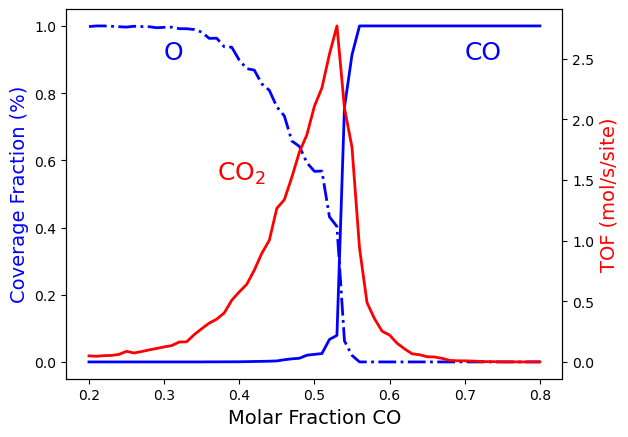 1.0
0.8
0.6
0.4
0.2
0.0
Coverage Fraction (%)
O
CO
CO₂
2.5
2.0
1.5
1.0
0.5
0.0
TOF (mol/s/site)
0.2 0.3 0.4 0.5 0.6 0.7 0.8
Molar Fraction CO